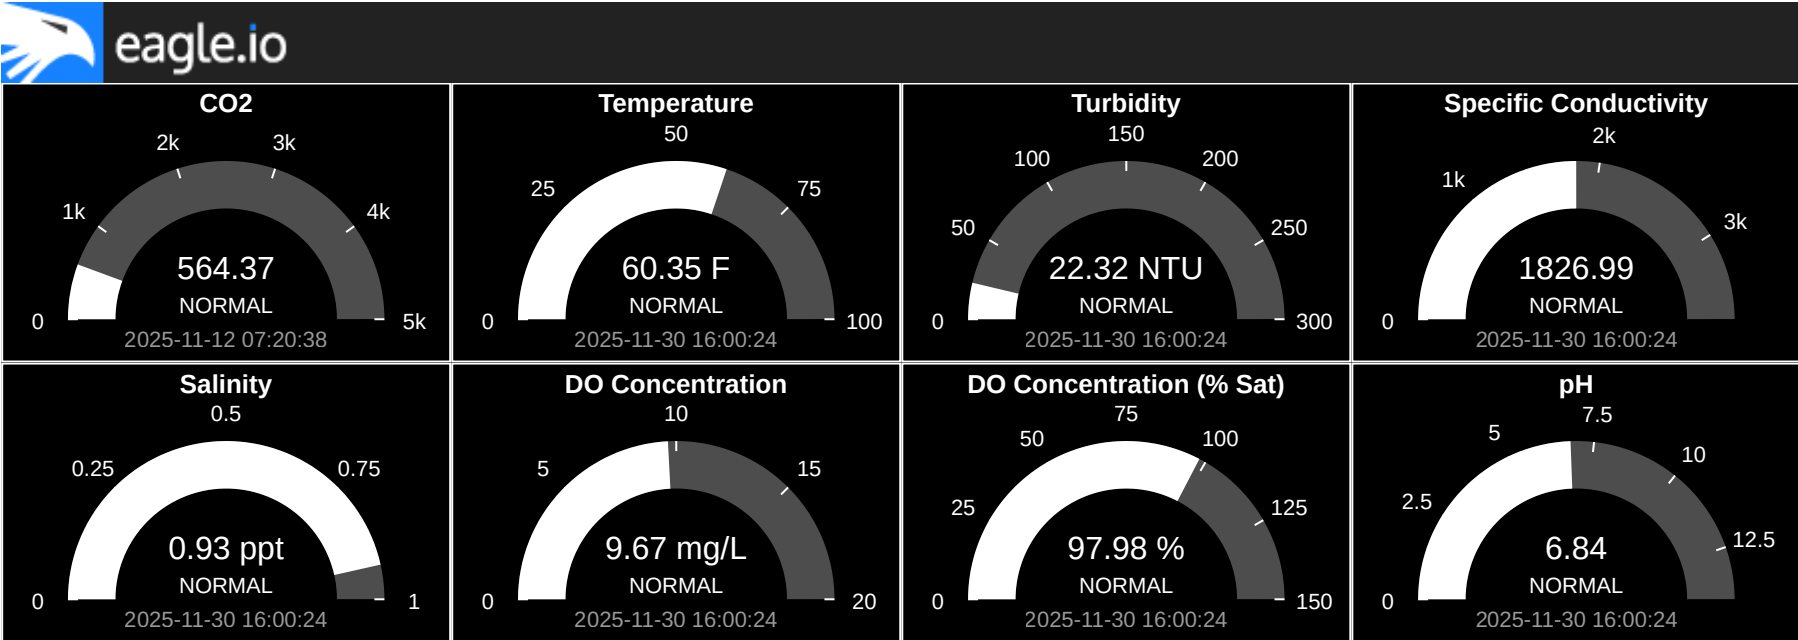 eagle.io
CO2
0
1k
2k
3k
4k
5k
564.37
NORMAL
2025-11-12 07:20:38
Temperature
0
25
50
75
100
60.35 F
NORMAL
2025-11-30 16:00:24
Turbidity
0
50
100
150
200
250
300
22.32 NTU
NORMAL
2025-11-30 16:00:24
Specific Conductivity
0
1k
2k
3k
1826.99
NORMAL
2025-11-30 16:00:24
Salinity
0
0.25
0.5
0.75
1
0.93 ppt
NORMAL
2025-11-30 16:00:24
DO Concentration
0
5
10
15
20
9.67 mg/L
NORMAL
2025-11-30 16:00:24
DO Concentration (% Sat)
0
25
50
75
100
125
150
97.98 %
NORMAL
2025-11-30 16:00:24
pH
0
2.5
5
7.5
10
12.5
6.84
NORMAL
2025-11-30 16:00:24